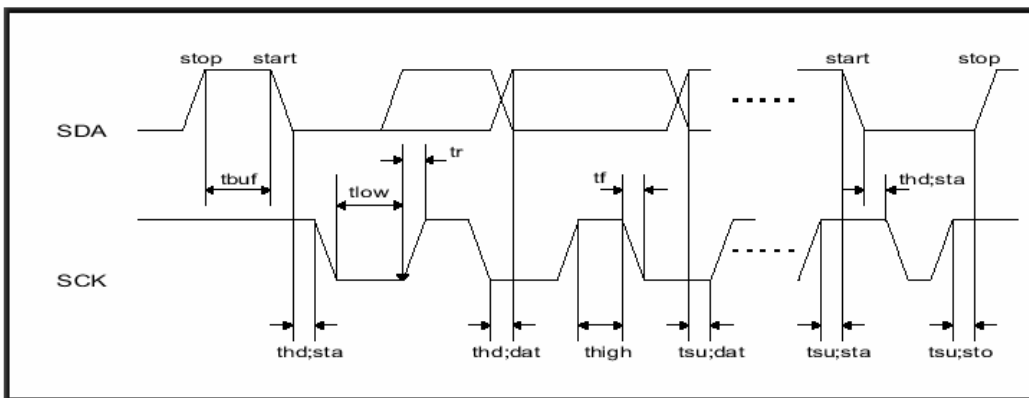 stop start start stop
SDA
tr
tbuf tlow tf thd;sta
SCK
thd;sta thd;dat thigh tsu;dat tsu;sta tsu;sto